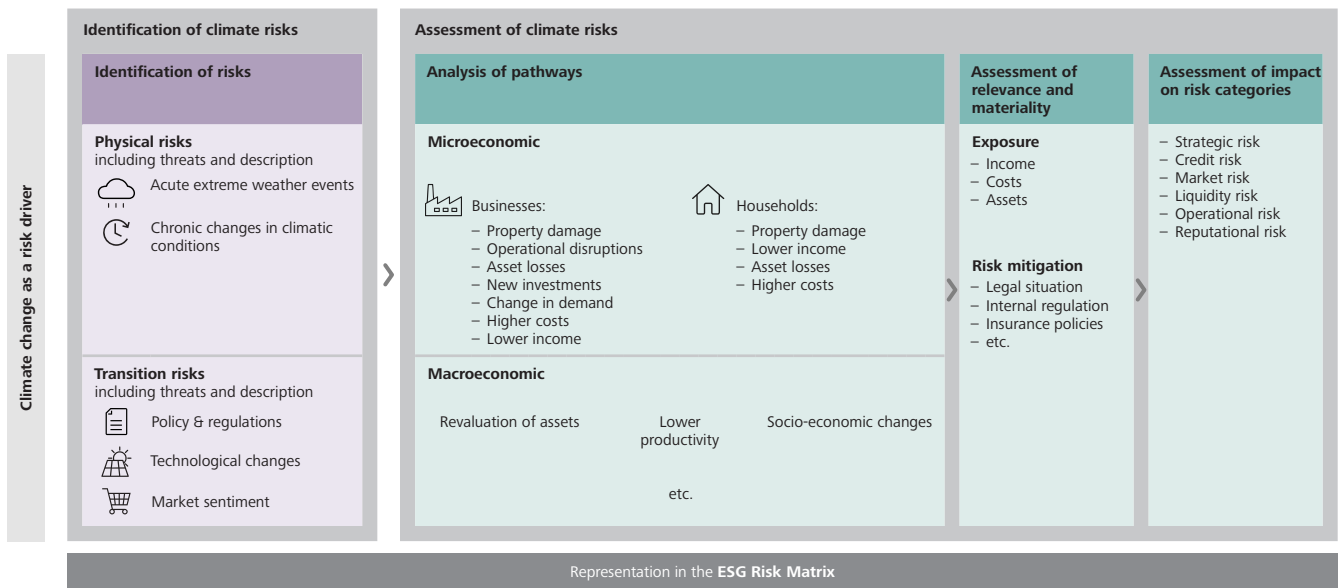 Climate change as a risk driver
Identification of climate risks
Identification of risks
Physical risks
including threats and description
Acute extreme weather events
Chronic changes in climatic
conditions
Transition risks
including threats and description
Policy & regulations
Technological changes
Market sentiment
Assessment of climate risks
Analysis of pathways
Microeconomic
Businesses:
– Property damage
– Operational disruptions
– Asset losses
– New investments
– Change in demand
– Higher costs
– Lower income
Households:
– Property damage
– Lower income
– Asset losses
– Higher costs
Macroeconomic
Revaluation of assets
Lower
productivity
Socio-economic changes
etc.
Assessment of
relevance and
materiality
Exposure
– Income
– Costs
– Assets
Risk mitigation
– Legal situation
– Internal regulation
– Insurance policies
– etc.
Assessment of impact
on risk categories
– Strategic risk
– Credit risk
– Market risk
– Liquidity risk
– Operational risk
– Reputational risk
Representation in the ESG Risk Matrix